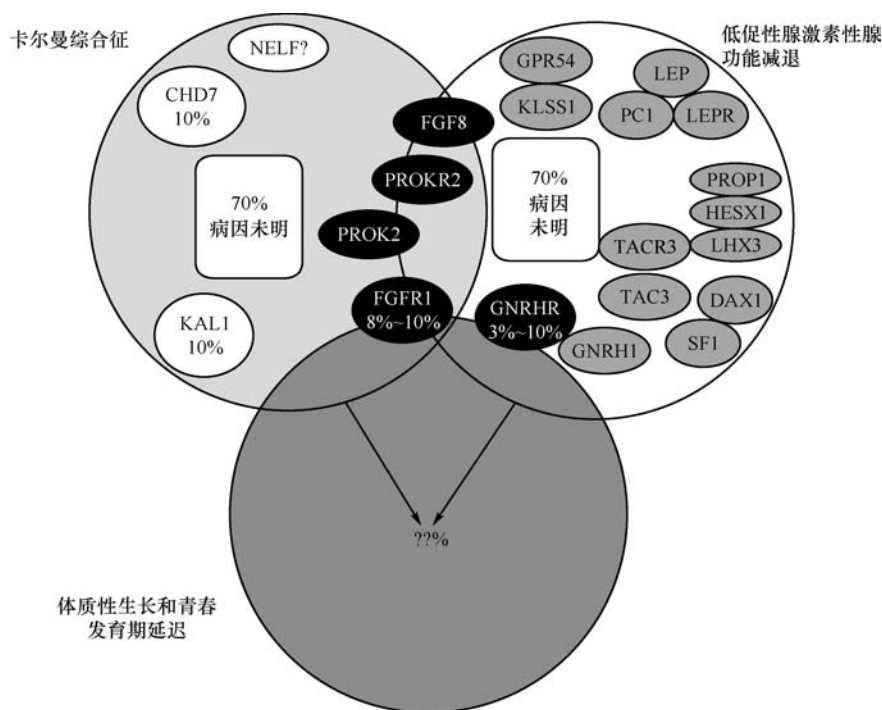 卡尔曼综合征
NELF?
CHD7
10%
70%
病因未明
KAL1
10%
FGF8
PROKR2
PROK2
FGFR1
8%~10%
GNRHR
3%~10%
低促性腺激素性腺
功能减退
GPR54
KLSS1
LEP
PC1
LEPR
70%
病因
未明
PROP1
HESX1
LHX3
TACR3
TAC3
DAX1
SF1
GNRH1
??%
体质性生长和青春
发育期延迟